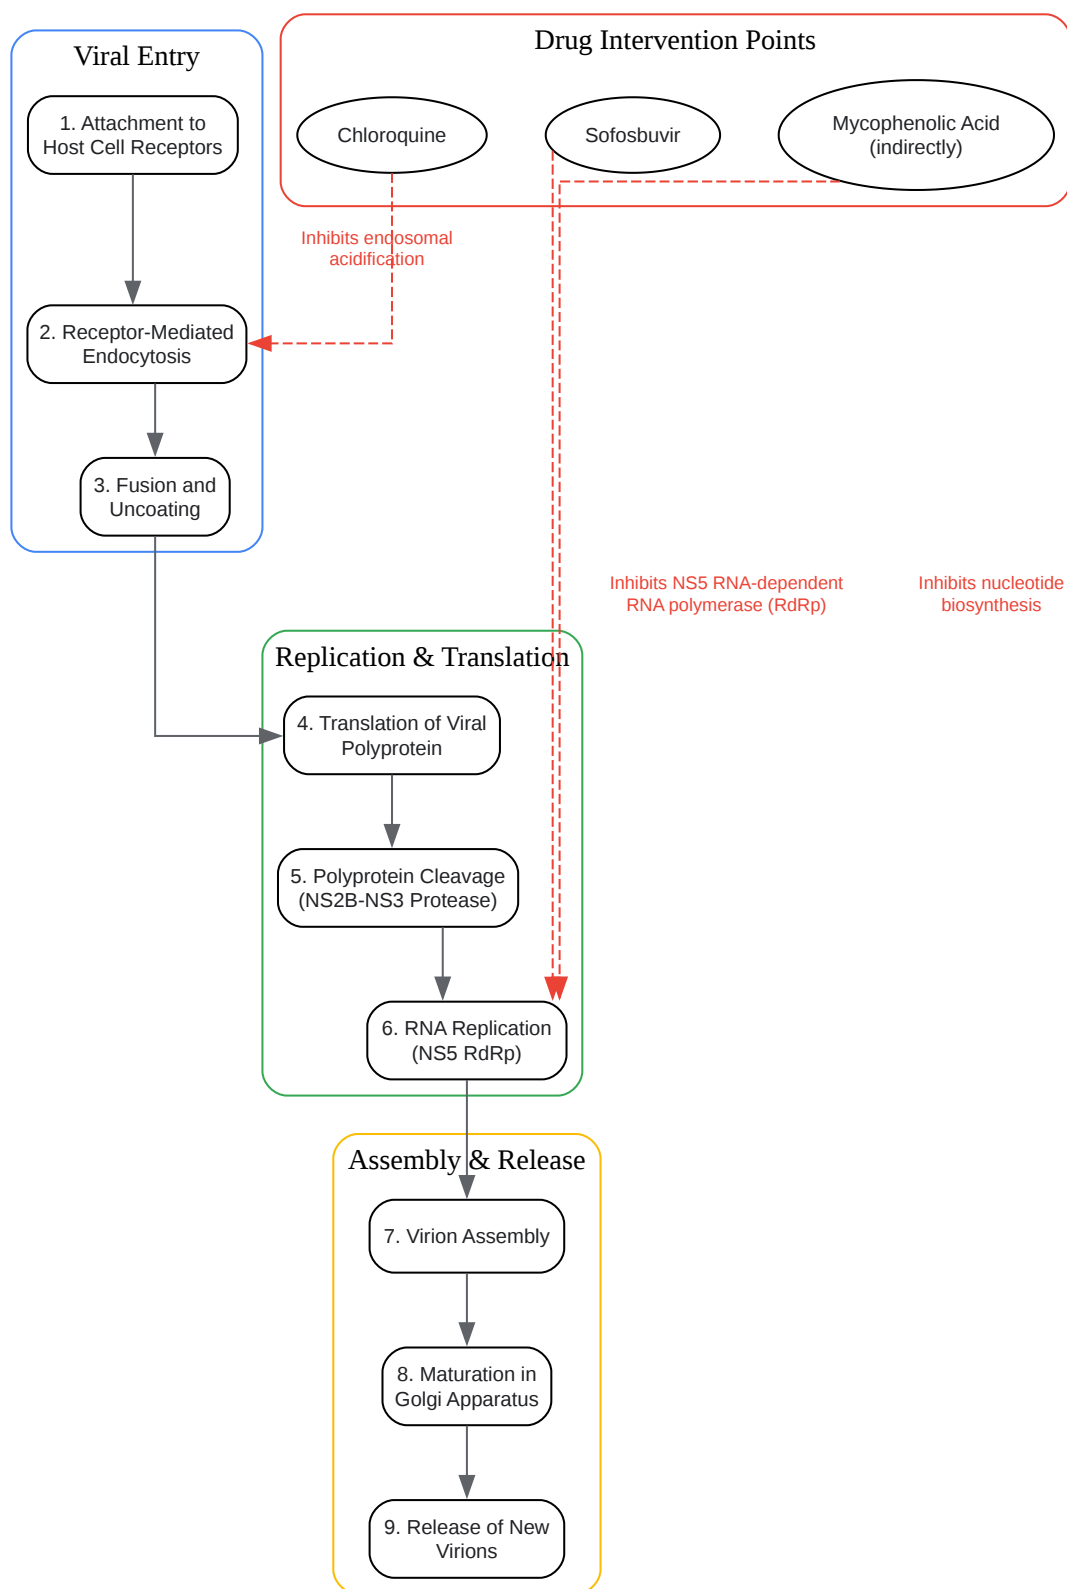 Viral Entry
1. Attachment to
Host Cell Receptors
2. Receptor-Mediated
Endocytosis
3. Fusion and
Uncoating
Drug Intervention Points
Chloroquine
Sofosbuvir
Mycophenolic Acid
(indirectly)
Inhibits endosomal
acidification
Inhibits NS5 RNA-dependent
RNA polymerase (RdRp)
Inhibits nucleotide
biosynthesis
Replication & Translation
4. Translation of Viral
Polyprotein
5. Polyprotein Cleavage
(NS2B-NS3 Protease)
6. RNA Replication
(NS5 RdRp)
Assembly & Release
7. Virion Assembly
8. Maturation in
Golgi Apparatus
9. Release of New
Virions